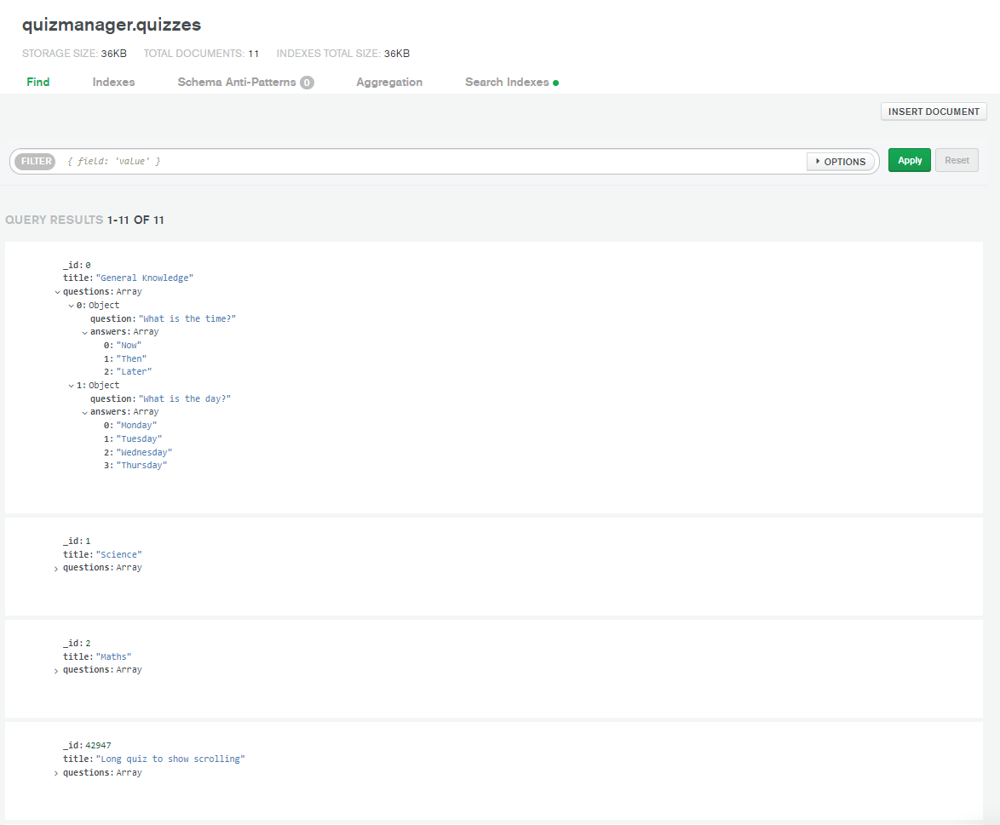 quizmanager.quizzes
STORAGE SIZE: 36KB TOTAL DOCUMENTS: 11 INDEXES TOTAL SIZE: 36KB
Find Indexes Schema Anti-Patterns 0 Aggregation Search Indexes
INSERT DOCUMENT
FILTER { field: 'value' } OPTIONS Apply Reset
QUERY RESULTS 1-11 OF 11
_id: 0
title: "General Knowledge"
questions: Array
0: Object
question: "What is the time?"
answers: Array
0: "Now"
1: "Then"
2: "Later"
1: Object
question: "What is the day?"
answers: Array
0: "Monday"
1: "Tuesday"
2: "Wednesday"
3: "Thursday"
_id: 1
title: "Science"
questions: Array
_id: 2
title: "Maths"
questions: Array
_id: 42947
title: "Long quiz to show scrolling"
questions: Array